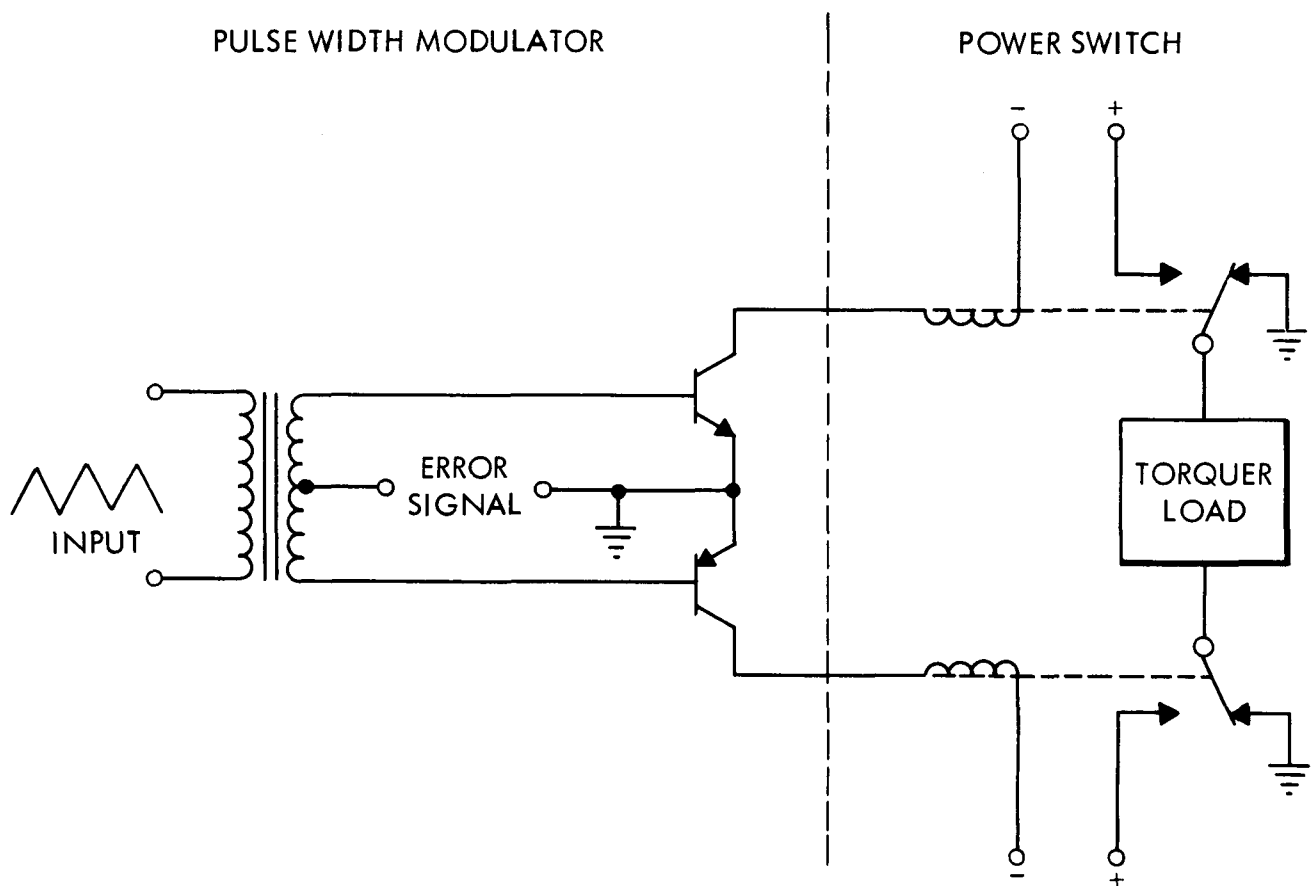 PULSE WIDTH MODULATOR
POWER SWITCH
-
+
ERROR
SIGNAL
INPUT
TORQUER
LOAD
-
+